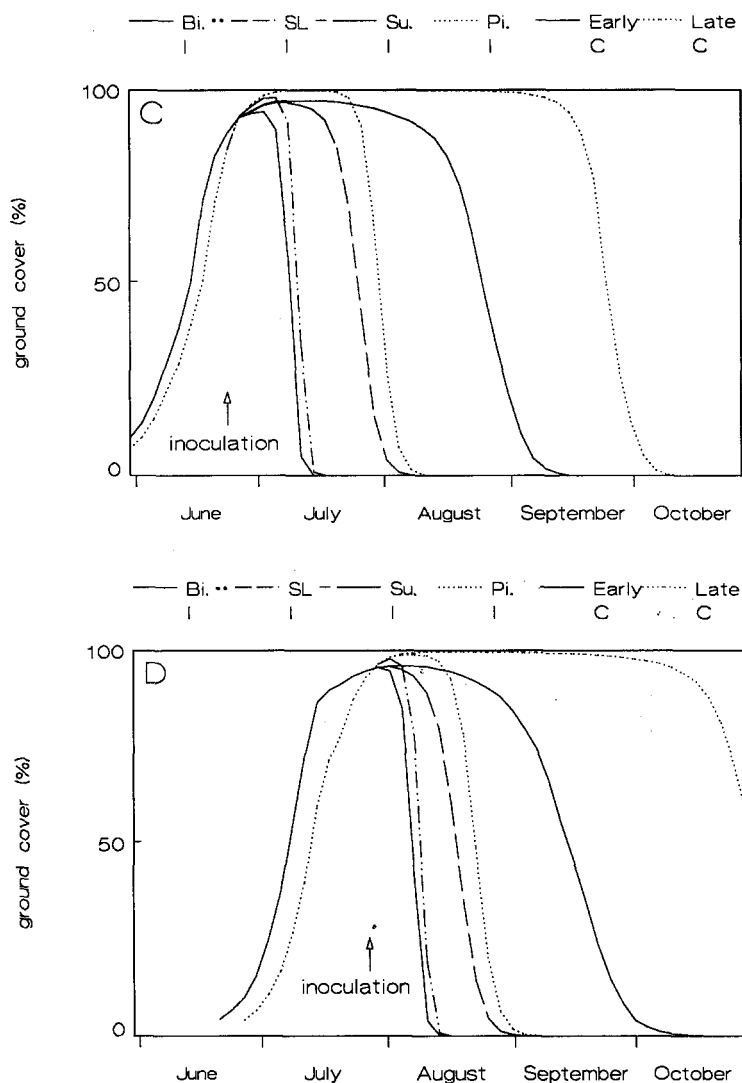 Bi. SL Su. Pi. Early Late
I I I I C C
100
C
ground cover (%)
50
inoculation
0
June July August September October
Bi. SL Su. Pi. Early Late
I I I I C C
100
D
ground cover (%)
50
inoculation
0
June July August September October